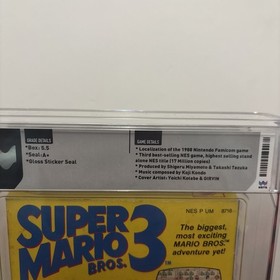 GRADE DETAILS
*Box: 5.5
*Seal: A+
*Gloss Sticker Seal
GAME DETAILS
* Localization of the 1988 Nintendo Famicom game
* Third best-selling NES game, highest selling stand
alone NES title (17 Million copies)
* Produced by Shigeru Miyamoto & Takashi Tezuka
* Music composed by Koji Kondo
* Cover Artist: Yoichi Kotabe &
NES P UM
SUPER
MARIO
BROS.
3
TM
The biggest,
most exciting
MARIO BROS.™
adventure yet!